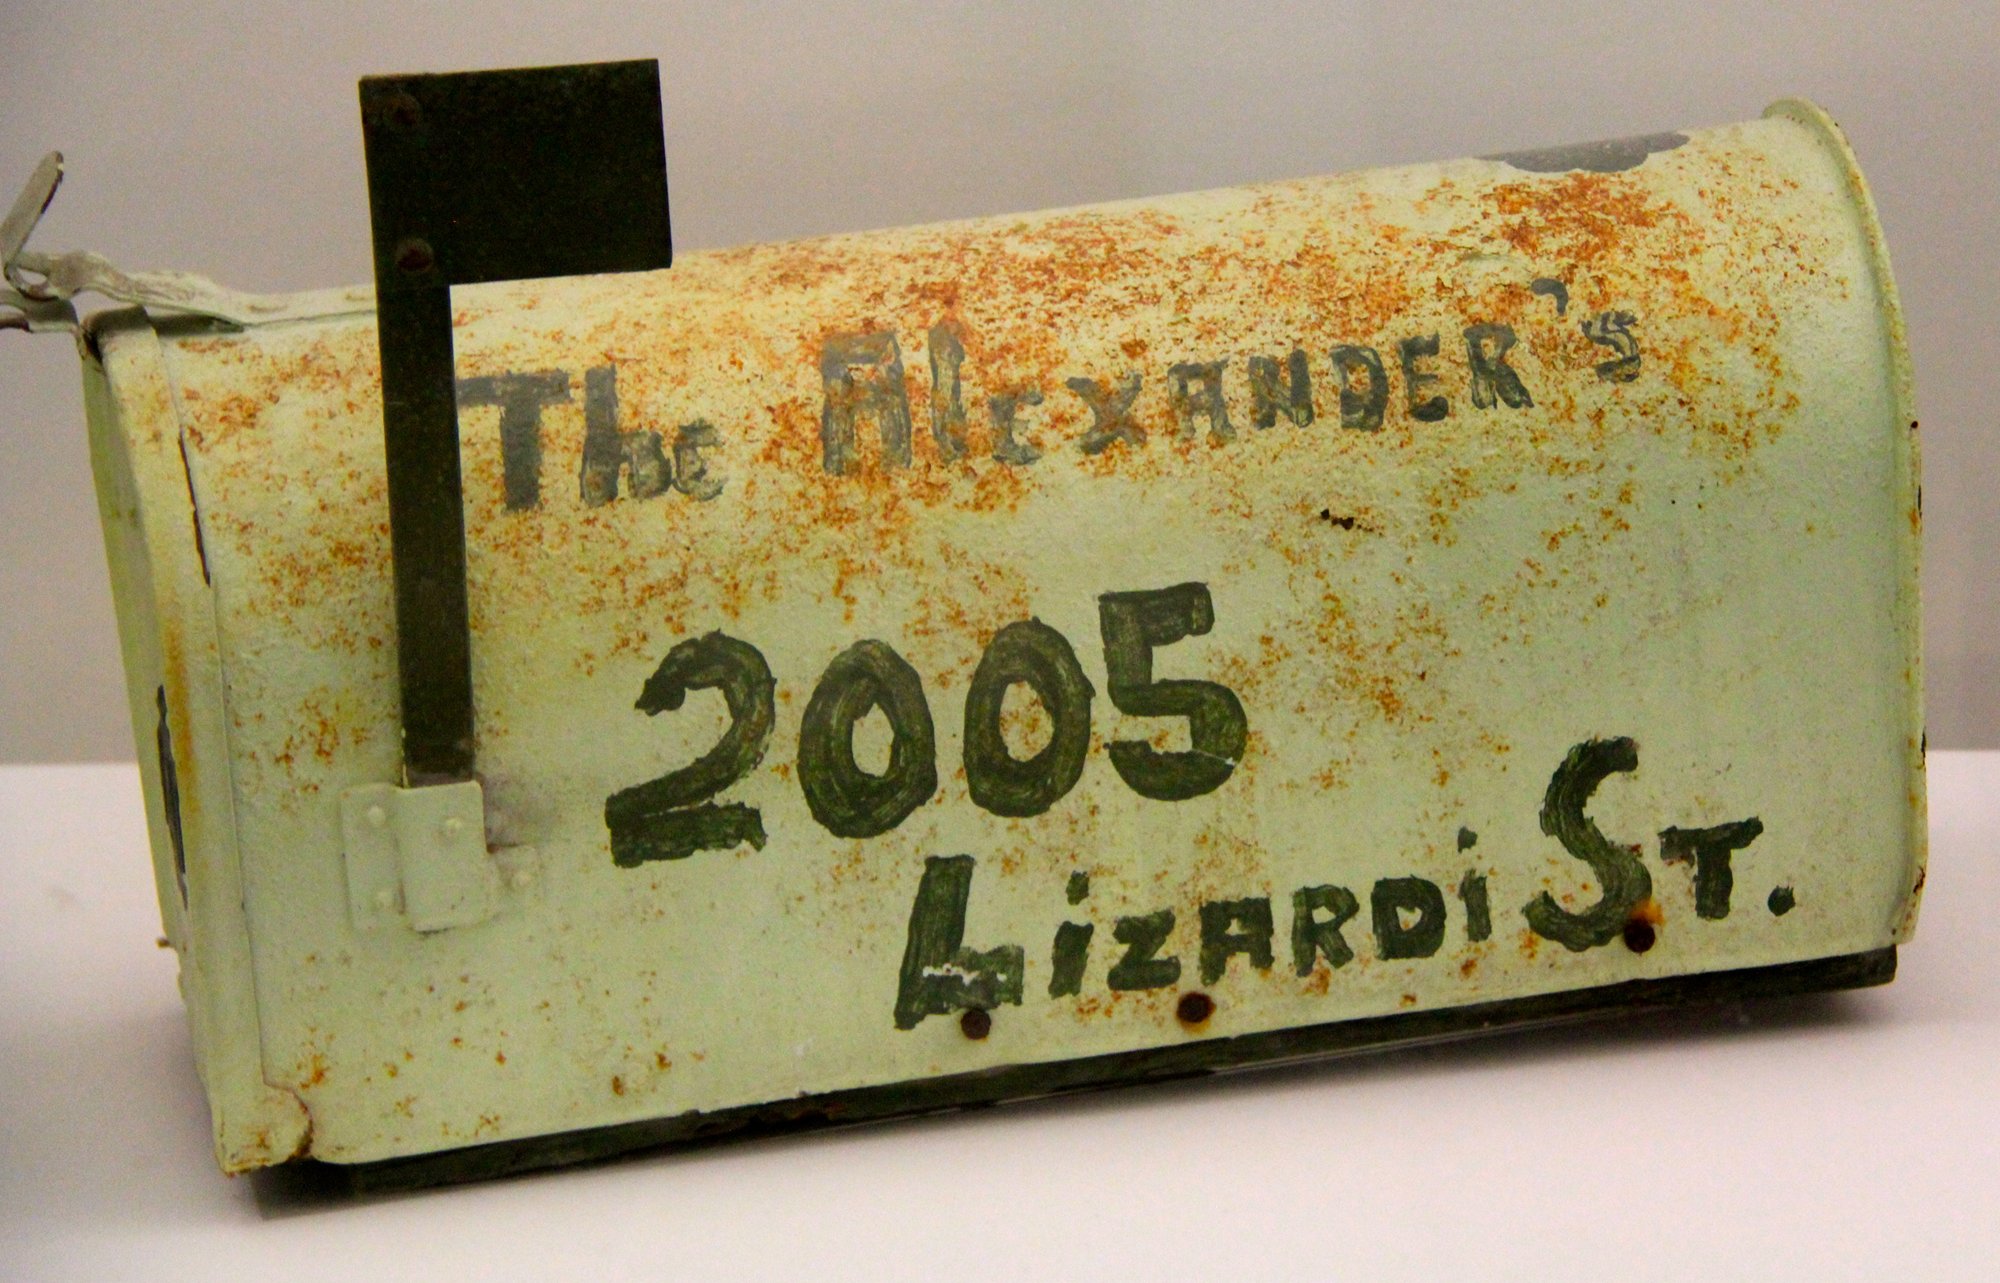 The AlexANDER's
2005
LizARDi ST.